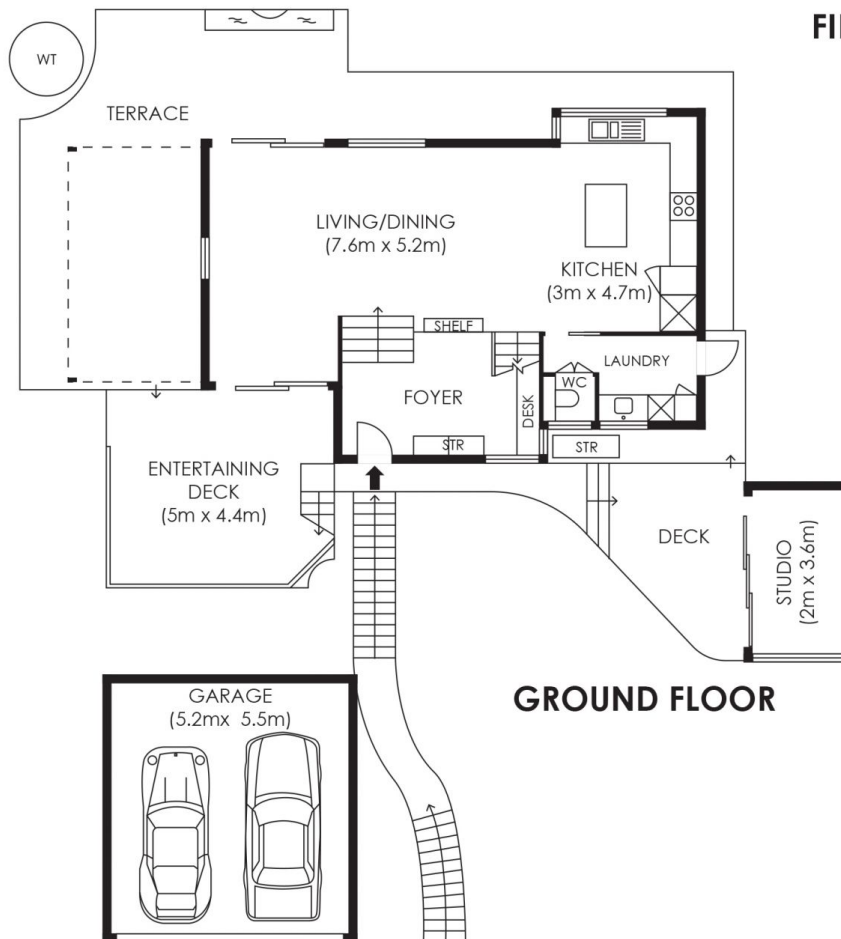 FI
WT
TERRACE
LIVING/DINING
(7.6m x 5.2m)
KITCHEN
(3m x 4.7m)
SHELF
LAUNDRY
WC
FOYER
DESK
STR
STR
ENTERTAINING
DECK
(5m x 4.4m)
DECK
STUDIO
(2m x 3.6m)
GROUND FLOOR
GARAGE
(5.2mx 5.5m)